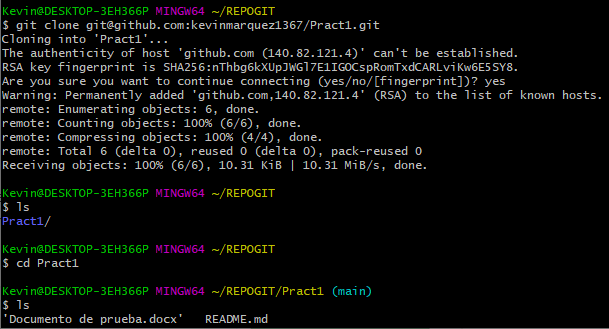 Kevin@DESKTOP-3EH366P MINGW64 ~/REPOGIT
$ git clone git@github.com:kevinmarquez1367/Pract1.git
Cloning into 'Pract1'...
The authenticity of host 'github.com (140.82.121.4)' can't be established.
RSA key fingerprint is SHA256:nThbg6kXUpJWGl7E1IGOCspRomTxdCARLviKw6E5SY8.
Are you sure you want to continue connecting (yes/no/[fingerprint])? yes
Warning: Permanently added 'github.com,140.82.121.4' (RSA) to the list of known hosts.
remote: Enumerating objects: 6, done.
remote: Counting objects: 100% (6/6), done.
remote: Compressing objects: 100% (4/4), done.
remote: Total 6 (delta 0), reused 0 (delta 0), pack-reused 0
Receiving objects: 100% (6/6), 10.31 KiB | 10.31 MiB/s, done.
Kevin@DESKTOP-3EH366P MINGW64 ~/REPOGIT
$ ls
Pract1/
Kevin@DESKTOP-3EH366P MINGW64 ~/REPOGIT
$ cd Pract1
Kevin@DESKTOP-3EH366P MINGW64 ~/REPOGIT/Pract1 (main)
$ ls
'Documento de prueba.docx'   README.md